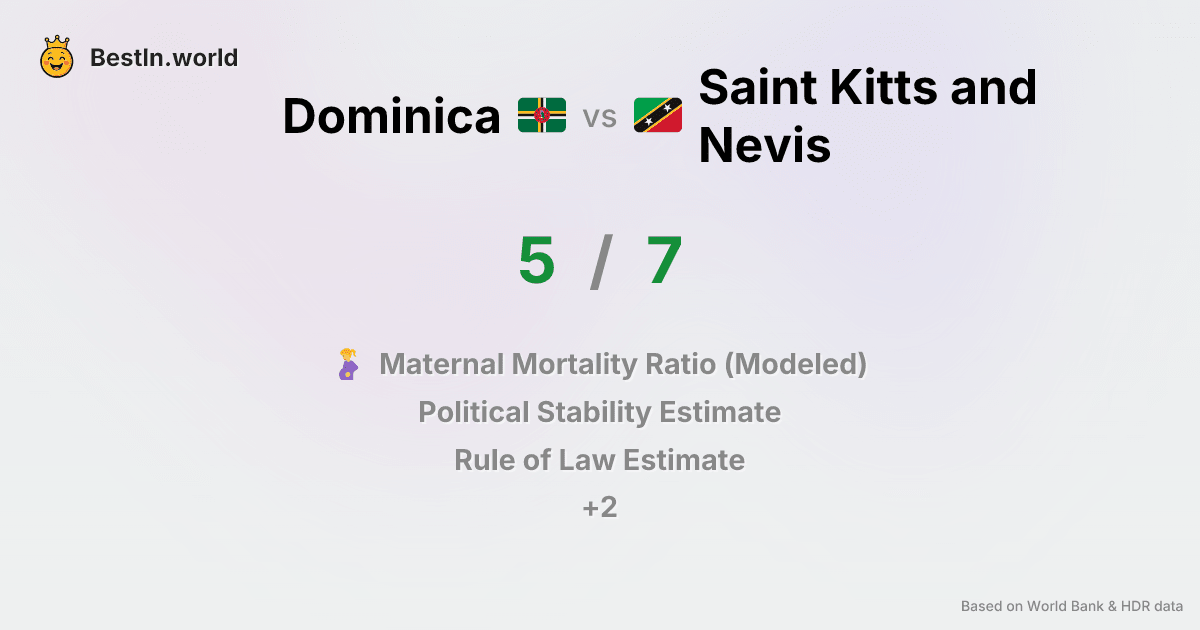 BestIn.world
Dominica vs Saint Kitts and
Nevis
5 / 7
Maternal Mortality Ratio (Modeled)
Political Stability Estimate
Rule of Law Estimate
+2
Based on World Bank & HDR data